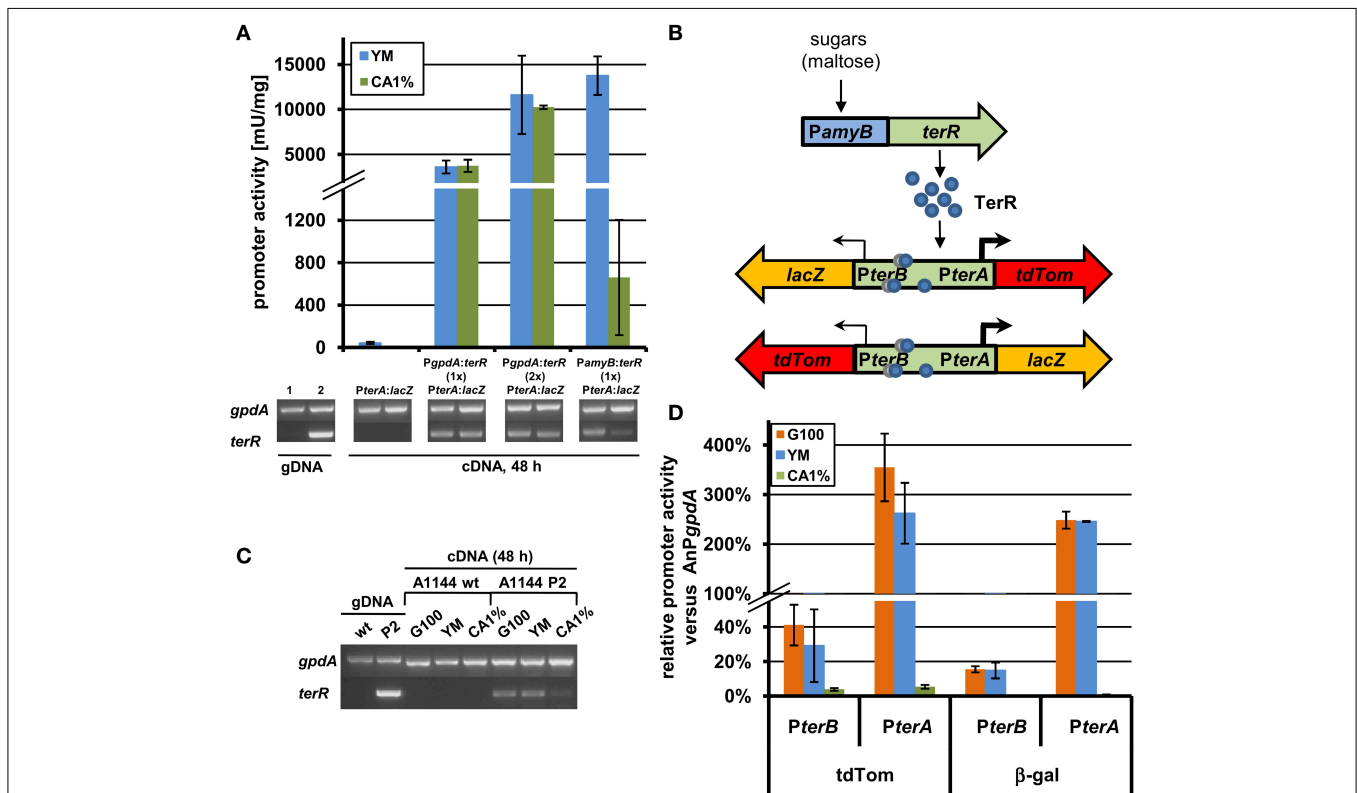 A
YM
CA1%
promoter activity [mU/mg]
15000
10000
5000
1200
800
400
0
PterA:lacZ
PgpdA:terR
(1x)
PterA:lacZ
PgpdA:terR
(2x)
PterA:lacZ
PamyB:terR
(1x)
PterA:lacZ
1 2
gpdA
terR
gDNA
cDNA, 48 h
B
sugars
(maltose)
PamyB terR
TerR
lacZ PterB PterA tdTom
tdTom PterB PterA lacZ
C
cDNA (48 h)
A1144 wt A1144 P2
gDNA
wt P2 G100 YM CA1% G100 YM CA1%
gpdA
terR
D
G100
YM
CA1%
relative promoter activity
versus AnPgpdA
400%
300%
200%
100%
40%
20%
0%
PterB PterA PterB PterA
tdTom β-gal